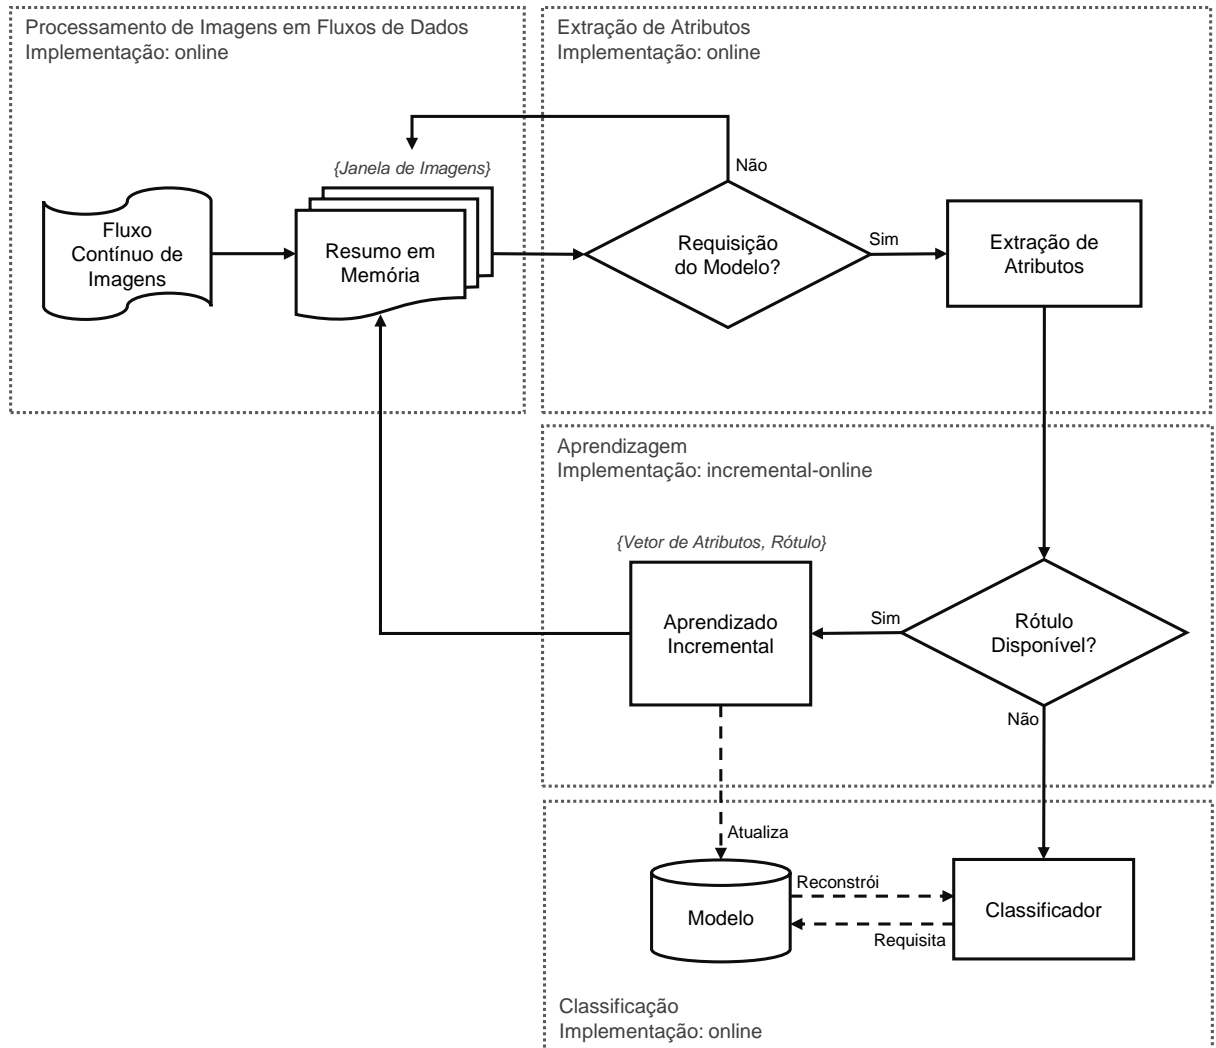 Processamento de Imagens em Fluxos de Dados
Implementação: online
Extração de Atributos
Implementação: online
{Janela de Imagens}
Não
Fluxo
Contínuo de
Imagens
Resumo em
Memória
Requisição
do Modelo?
Sim
Extração de
Atributos
Aprendizagem
Implementação: incremental-online
{Vetor de Atributos, Rótulo}
Aprendizado
Incremental
Sim
Rótulo
Disponível?
Não
Atualiza
Modelo
Reconstrói
Requisita
Classificador
Classificação
Implementação: online